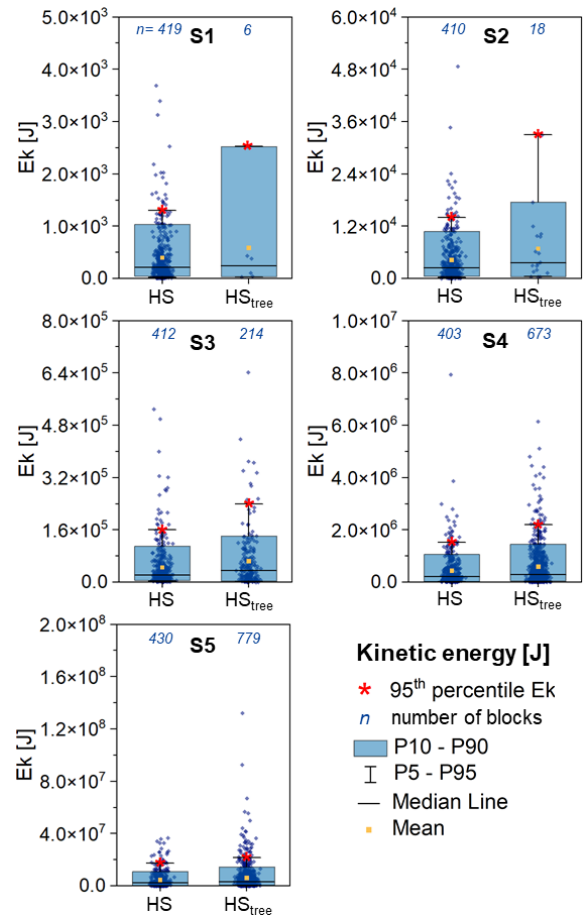 n= 419 S1 6
5.0×10³
4.0×10³
3.0×10³
2.0×10³
1.0×10³
0.0
Ek [J]
HS HStree
410 S2 18
6.0×10⁴
4.8×10⁴
3.6×10⁴
2.4×10⁴
1.2×10⁴
0.0
Ek [J]
HS HStree
412 S3 214
8.0×10⁵
6.4×10⁵
4.8×10⁵
3.2×10⁵
1.6×10⁵
0.0
Ek [J]
HS HStree
403 S4 673
1.0×10⁷
8.0×10⁶
6.0×10⁶
4.0×10⁶
2.0×10⁶
0.0
Ek [J]
HS HStree
430 S5 779
2.0×10⁸
1.6×10⁸
1.2×10⁸
8.0×10⁷
4.0×10⁷
0.0
Ek [J]
HS HStree
Kinetic energy [J]
* 95th percentile Ek
n number of blocks
P10 - P90
P5 - P95
Median Line
Mean